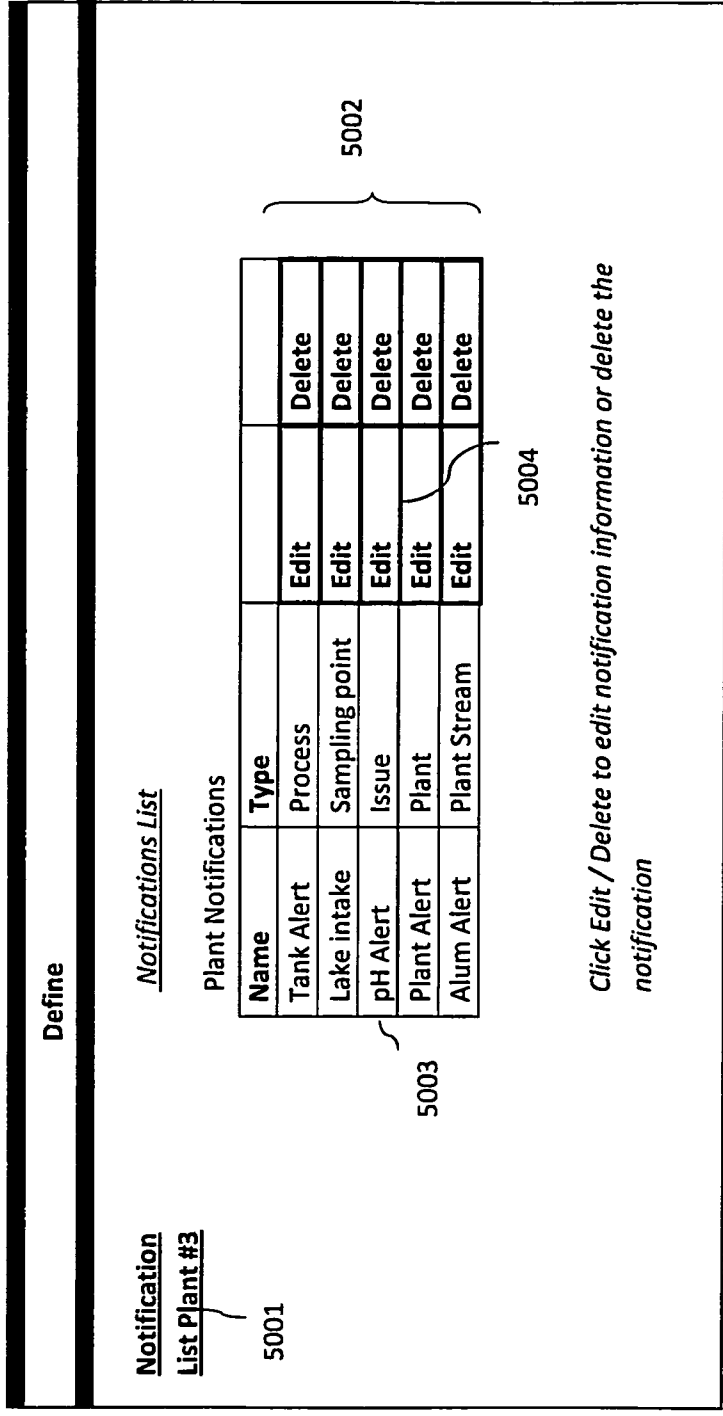 Define
Notification
List Plant #3
5001
Notifications List
Plant Notifications
Name Type
Tank Alert Process Edit Delete
Lake intake Sampling point Edit Delete
pH Alert Issue Edit Delete
Plant Alert Plant Edit Delete
Alum Alert Plant Stream Edit Delete
5002
5003
5004
Click Edit / Delete to edit notification information or delete the
notification